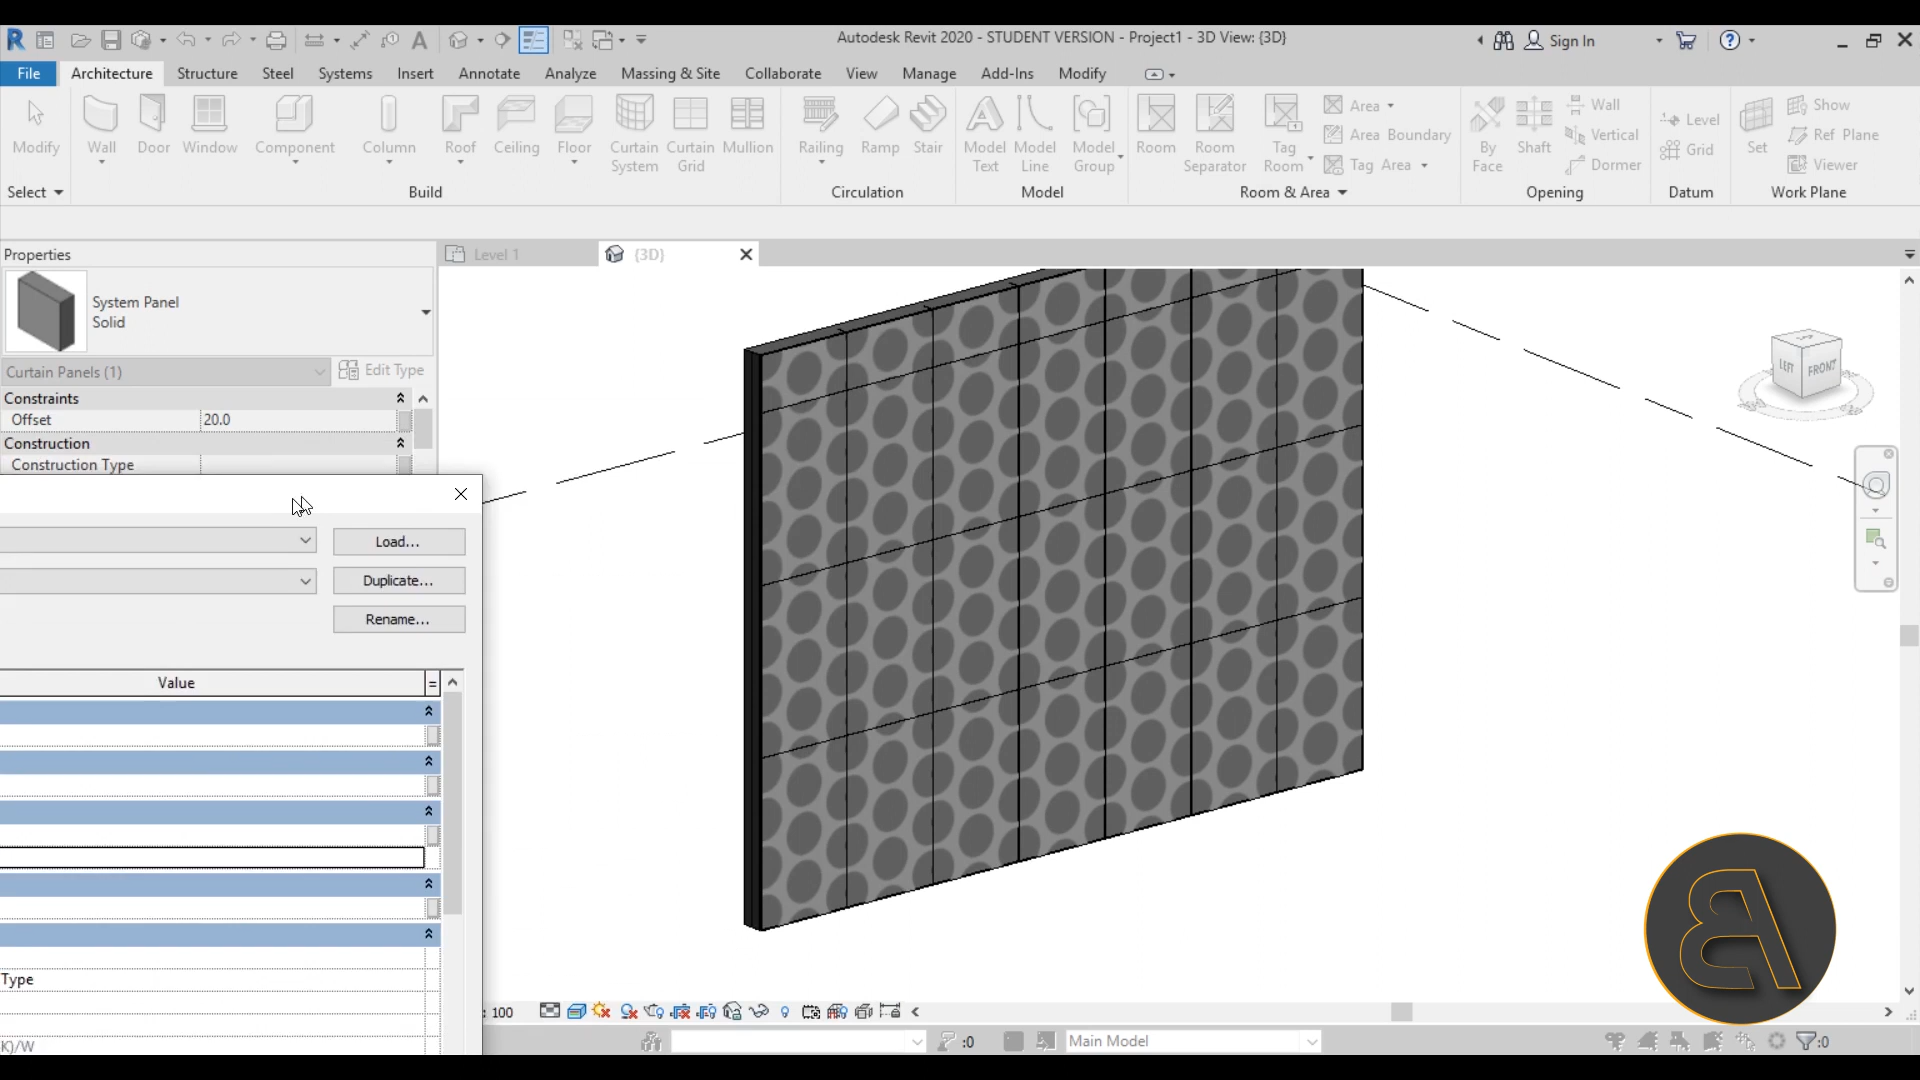 Autodesk Revit 2020 - STUDENT VERSION - Project1 - 3D View: {3D}
Sign In
File Architecture Structure Steel Systems Insert Annotate Analyze Massing & Site Collaborate View Manage Add-Ins Modify
Modify Wall Door Window Component Column Roof Ceiling Floor Curtain System Curtain Grid Mullion Railing Ramp Stair Model Text Model Line Model Group Room Room Separator Tag Room Area Area Boundary Tag Area By Face Shaft Wall Vertical Dormer Level Grid Set Show Ref Plane Viewer
Select Build Circulation Model Room & Area Opening Datum Work Plane
Properties
Level 1
{3D}
System Panel
Solid
Curtain Panels (1)
Edit Type
Constraints
Offset 20.0
Construction
Construction Type
LEFT FRONT
Load...
Duplicate...
Rename...
Value =
Type
K)/W
: 100
:0
Main Model
:0